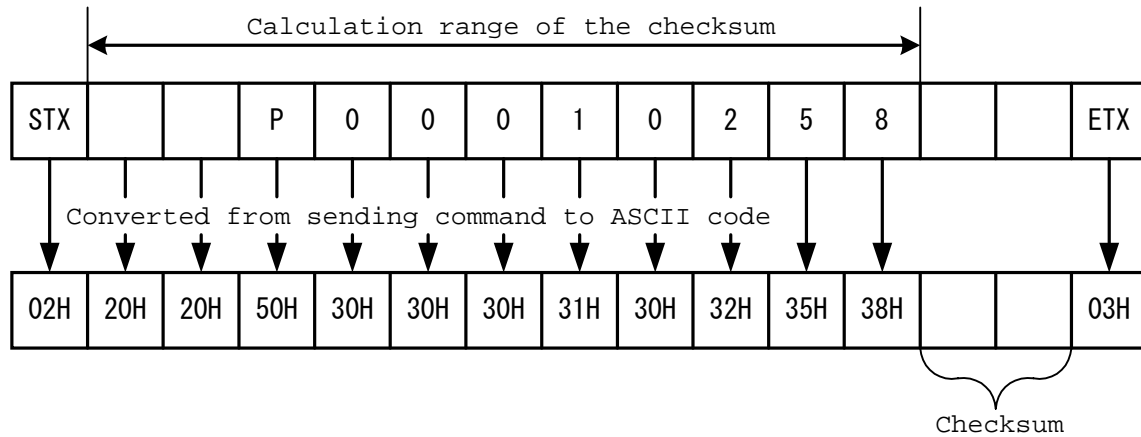 Calculation range of the checksum
STX P 0 0 0 1 0 2 5 8 ETX
Converted from sending command to ASCII code
02H 20H 20H 50H 30H 30H 30H 31H 30H 32H 35H 38H 03H
Checksum